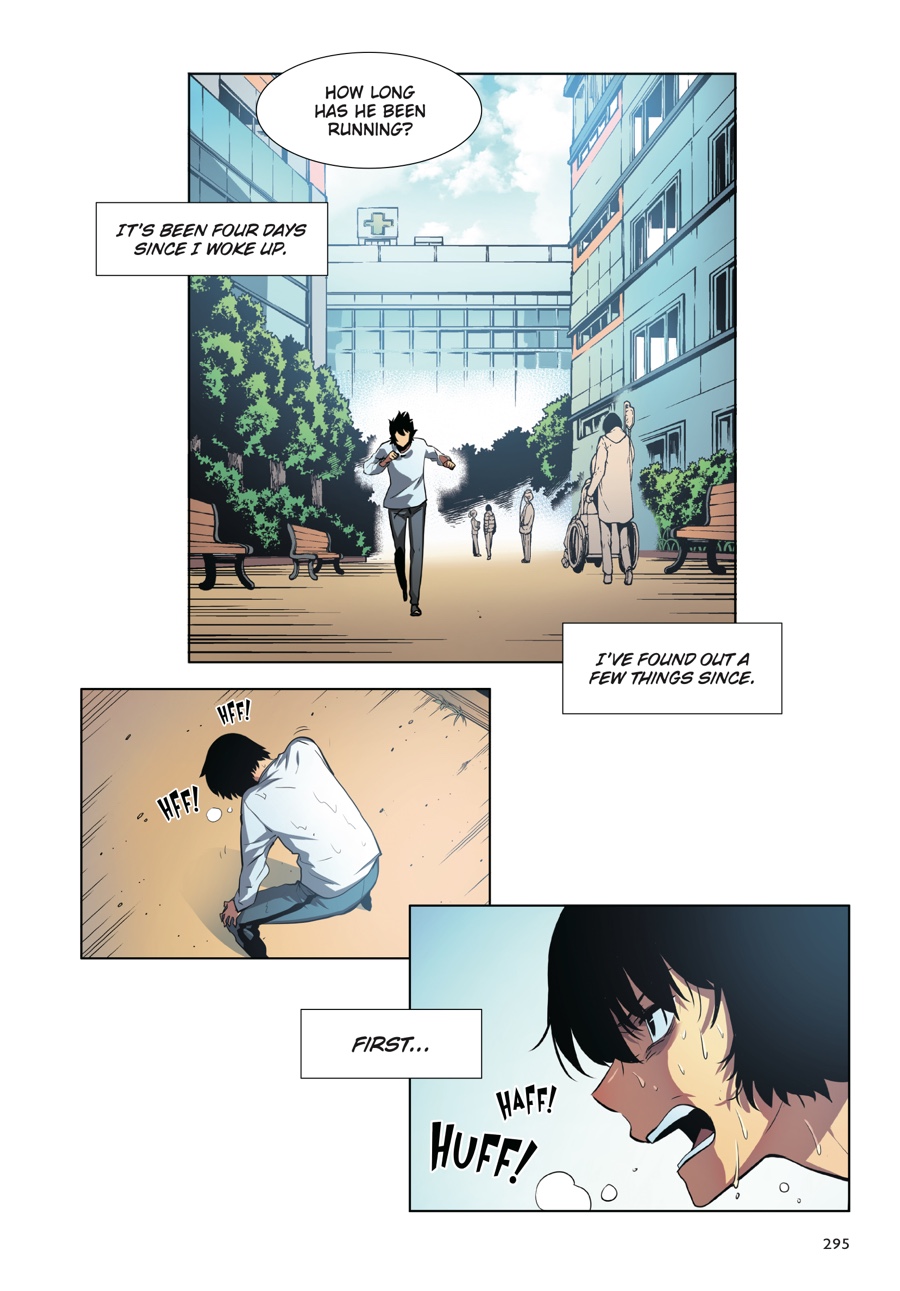 HOW LONG
HAS HE BEEN
RUNNING?
IT'S BEEN FOUR DAYS
SINCE I WOKE UP.
I'VE FOUND OUT A
FEW THINGS SINCE.
HFF!
HFF!
FIRST...
HAFF!
HUFF!
295